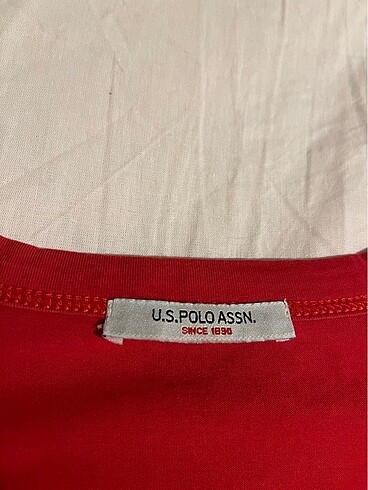 U.S. POLO ASSN.
SINCE 1890